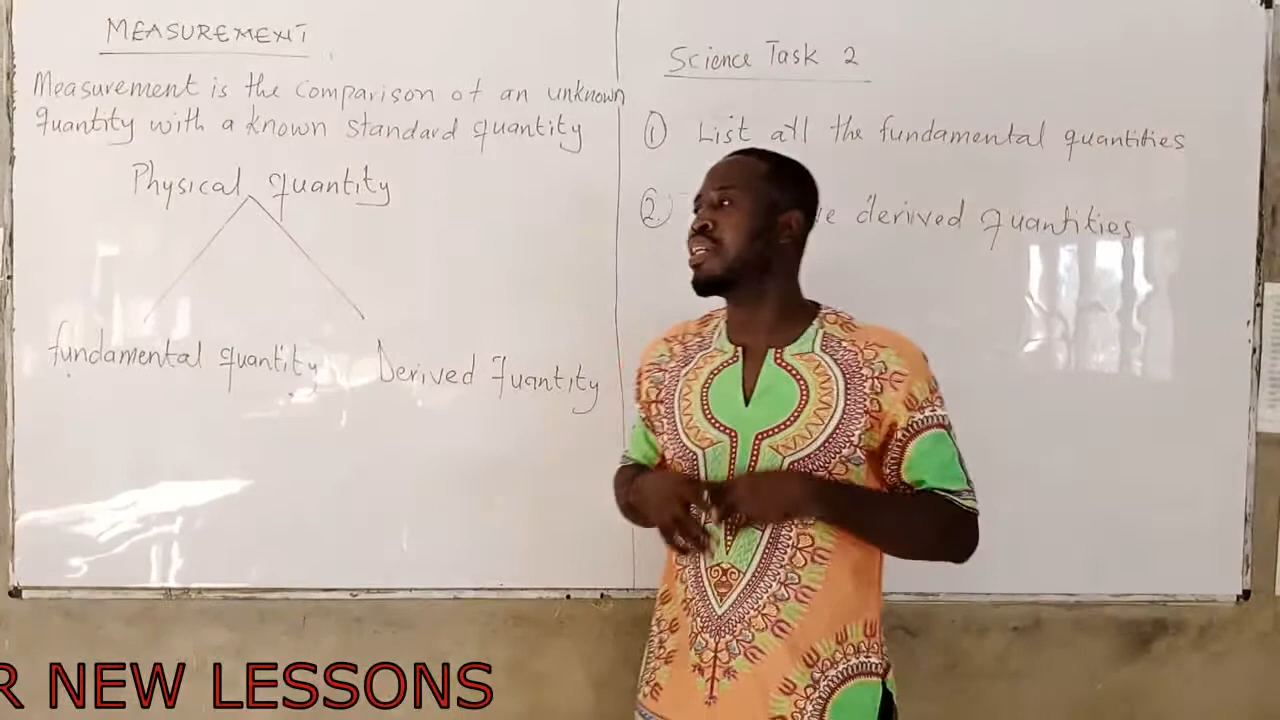 MEASUREMENT
Measurement is the comparison of an unknown
quantity with a known standard quantity
Physical quantity
fundamental quantity
Derived quantity
Science Task 2
① List all the fundamental quantities
② derived quantities
R NEW LESSONS